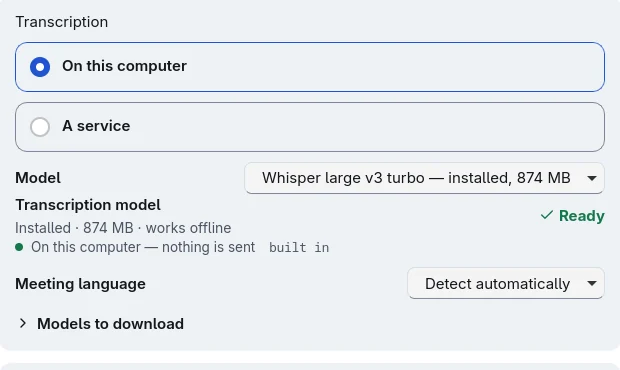 Transcription
On this computer
A service
Model
Whisper large v3 turbo — installed, 874 MB
Transcription model
Installed · 874 MB · works offline
Ready
On this computer — nothing is sent built in
Meeting language
Detect automatically
Models to download